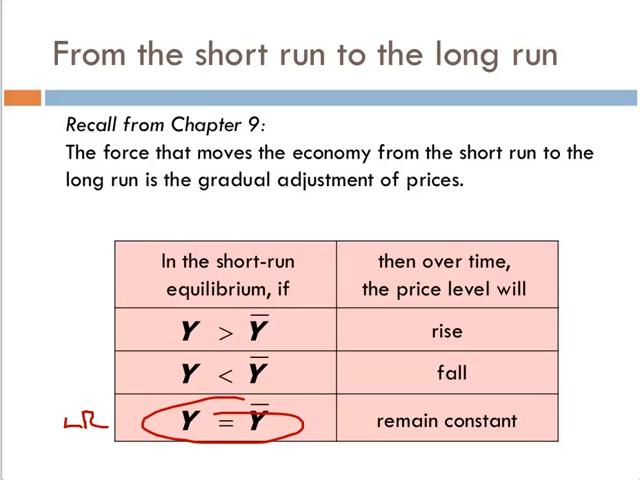 From the short run to the long run
Recall from Chapter 9:
The force that moves the economy from the short run to the
long run is the gradual adjustment of prices.
In the short-run
equilibrium, if
then over time,
the price level will
Y > Y̅
rise
Y < Y̅
fall
LR
Y = Y̅
remain constant